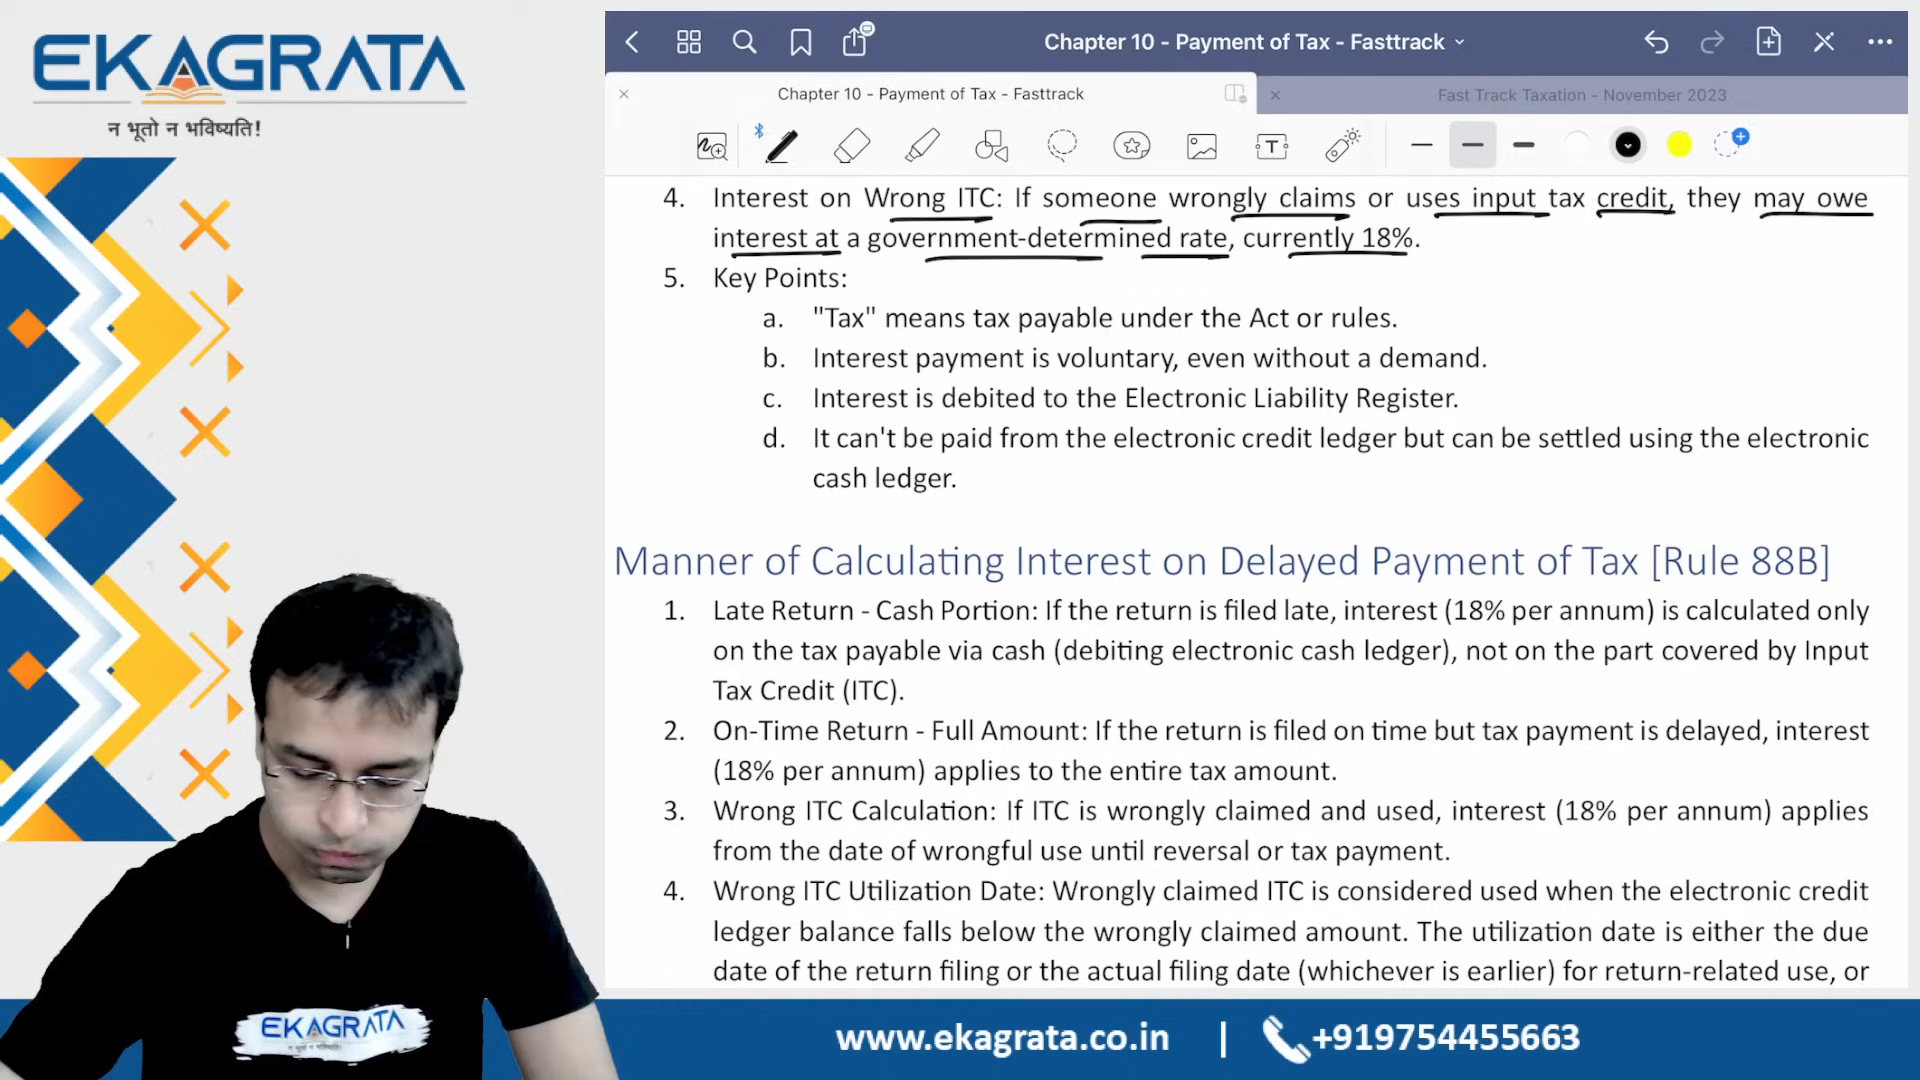 EKAGRATA
न भूतो न भविष्यति!
Chapter 10 - Payment of Tax - Fasttrack
Chapter 10 - Payment of Tax - Fasttrack
Fast Track Taxation - November 2023
4. Interest on Wrong ITC: If someone wrongly claims or uses input tax credit, they may owe
interest at a government-determined rate, currently 18%.
5. Key Points:
a. "Tax" means tax payable under the Act or rules.
b. Interest payment is voluntary, even without a demand.
c. Interest is debited to the Electronic Liability Register.
d. It can't be paid from the electronic credit ledger but can be settled using the electronic
cash ledger.
Manner of Calculating Interest on Delayed Payment of Tax [Rule 88B]
1. Late Return - Cash Portion: If the return is filed late, interest (18% per annum) is calculated only
on the tax payable via cash (debiting electronic cash ledger), not on the part covered by Input
Tax Credit (ITC).
2. On-Time Return - Full Amount: If the return is filed on time but tax payment is delayed, interest
(18% per annum) applies to the entire tax amount.
3. Wrong ITC Calculation: If ITC is wrongly claimed and used, interest (18% per annum) applies
from the date of wrongful use until reversal or tax payment.
4. Wrong ITC Utilization Date: Wrongly claimed ITC is considered used when the electronic credit
ledger balance falls below the wrongly claimed amount. The utilization date is either the due
date of the return filing or the actual filing date (whichever is earlier) for return-related use, or
EKAGRATA
न भूतो न भविष्यति!
www.ekagrata.co.in | +919754455663